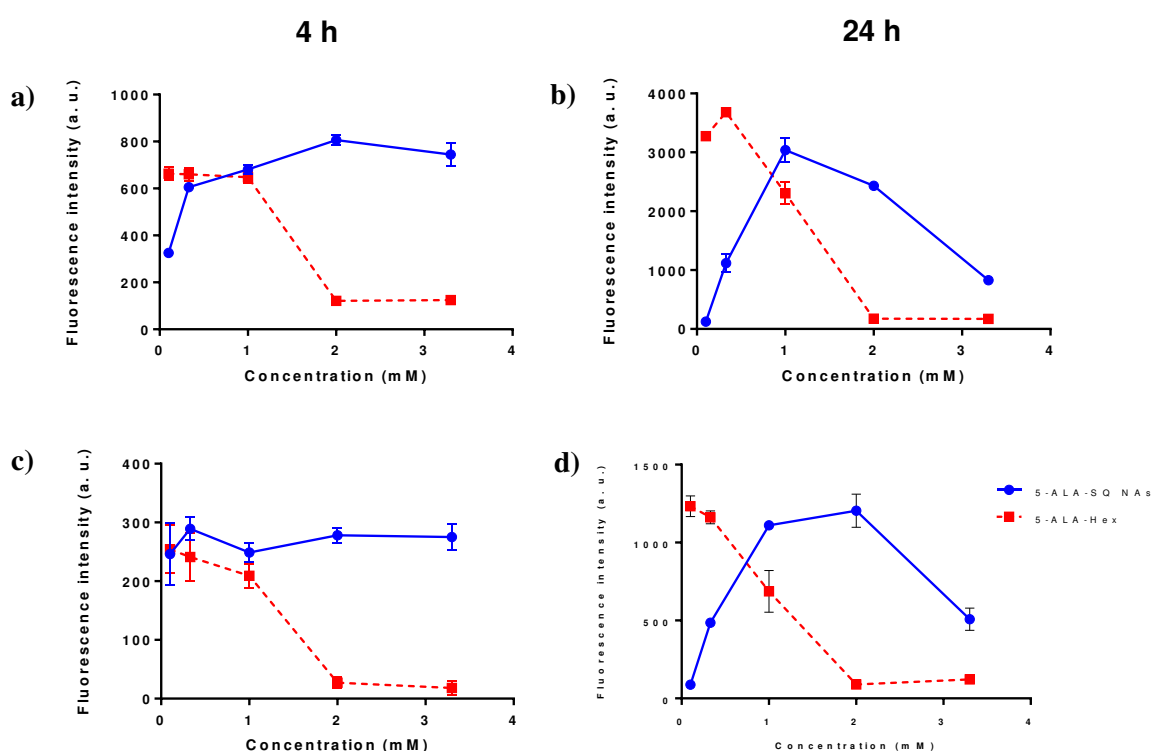 4 h
24 h
a)
Fluorescence intensity (a. u.)
1000
800
600
400
200
0
0 1 2 3 4
Concentration (mM)
b)
Fluorescence intensity (a. u.)
4000
3000
2000
1000
0
0 1 2 3 4
Concentration (mM)
c)
Fluorescence intensity (a. u.)
400
300
200
100
0
0 1 2 3 4
Concentration (mM)
d)
Fluorescence intensity (a. u.)
1500
1000
500
0
0 1 2 3 4
Concentration (mM)
5-ALA-SQ NAs
5-ALA-Hex